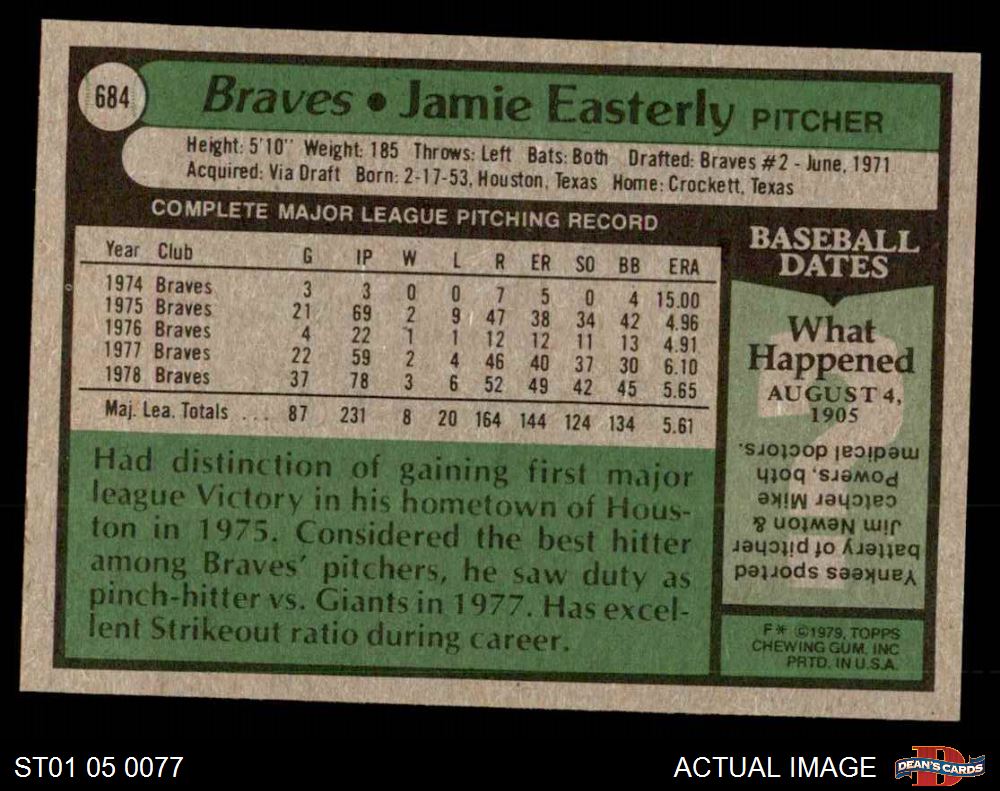 684
Braves • Jamie Easterly PITCHER
Height: 5'10" Weight: 185 Throws: Left Bats: Both Drafted: Braves #2 - June, 1971
Acquired: Via Draft Born: 2-17-53, Houston, Texas Home: Crockett, Texas
COMPLETE MAJOR LEAGUE PITCHING RECORD
Year Club G IP W L R ER SO BB ERA
1974 Braves 3 3 0 0 7 5 0 4 15.00
1975 Braves 21 69 2 9 47 38 34 42 4.96
1976 Braves 4 22 1 1 12 12 11 13 4.91
1977 Braves 22 59 2 4 46 40 37 30 6.10
1978 Braves 37 78 3 6 52 49 42 45 5.65
Maj. Lea. Totals ... 87 231 8 20 164 144 124 134 5.61
Had distinction of gaining first major
league Victory in his hometown of Hous-
ton in 1975. Considered the best hitter
among Braves' pitchers, he saw duty as
pinch-hitter vs. Giants in 1977. Has excel-
lent Strikeout ratio during career.
BASEBALL
DATES
What
Happened
AUGUST 4,
1905
Yankees sported
battery of pitcher
Jim Newton &
catcher Mike
Powers, both
medical doctors.
F* ©1979, TOPPS
CHEWING GUM, INC
PRTD. IN U.S.A.
ST01 05 0077
ACTUAL IMAGE
DEAN'S CARDS